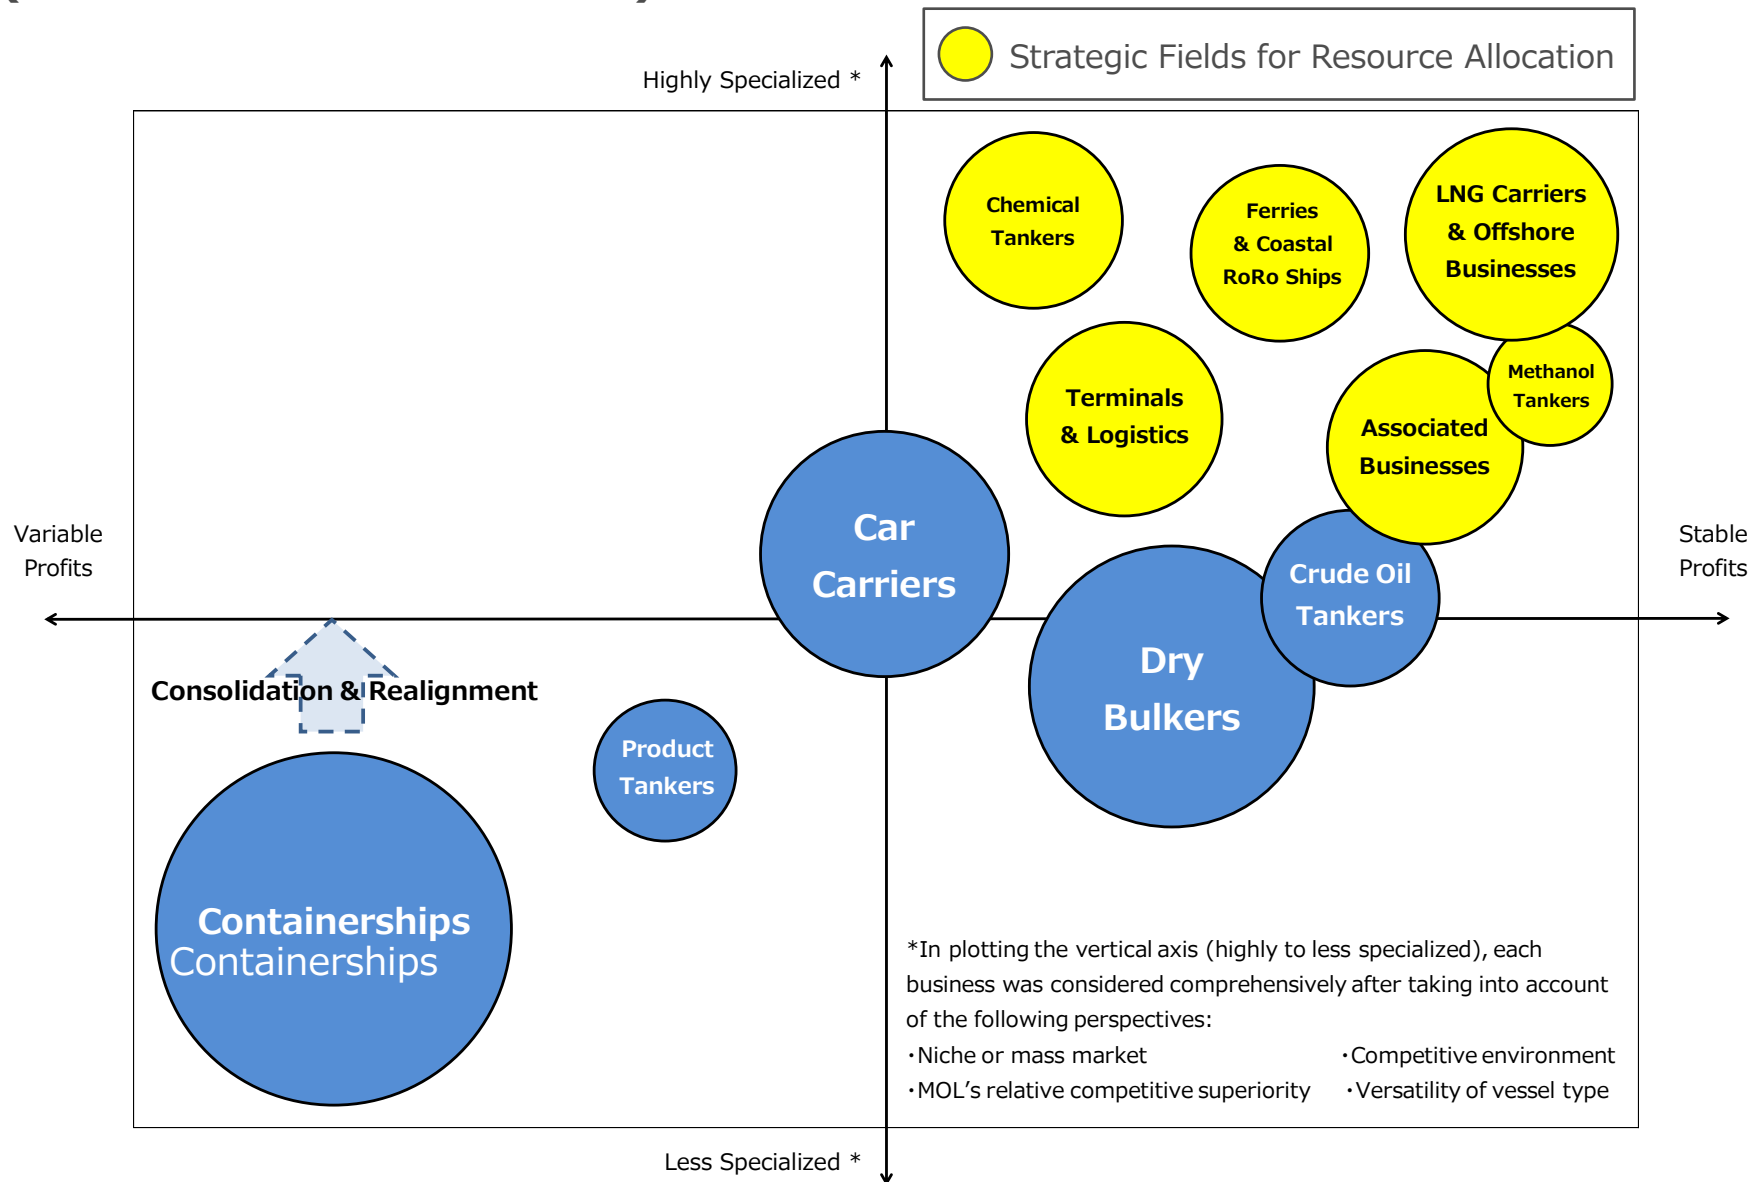 Strategic Fields for Resource Allocation
Highly Specialized *
Chemical
Tankers
Ferries
& Coastal
RoRo Ships
LNG Carriers
& Offshore
Businesses
Methanol
Tankers
Terminals
& Logistics
Associated
Businesses
Variable
Profits
Car
Carriers
Crude Oil
Tankers
Stable
Profits
Consolidation & Realignment
Dry
Bulkers
Product
Tankers
Containerships
Containerships
*In plotting the vertical axis (highly to less specialized), each
business was considered comprehensively after taking into account
of the following perspectives:
・Niche or mass market ・Competitive environment
・MOL’s relative competitive superiority ・Versatility of vessel type
Less Specialized *